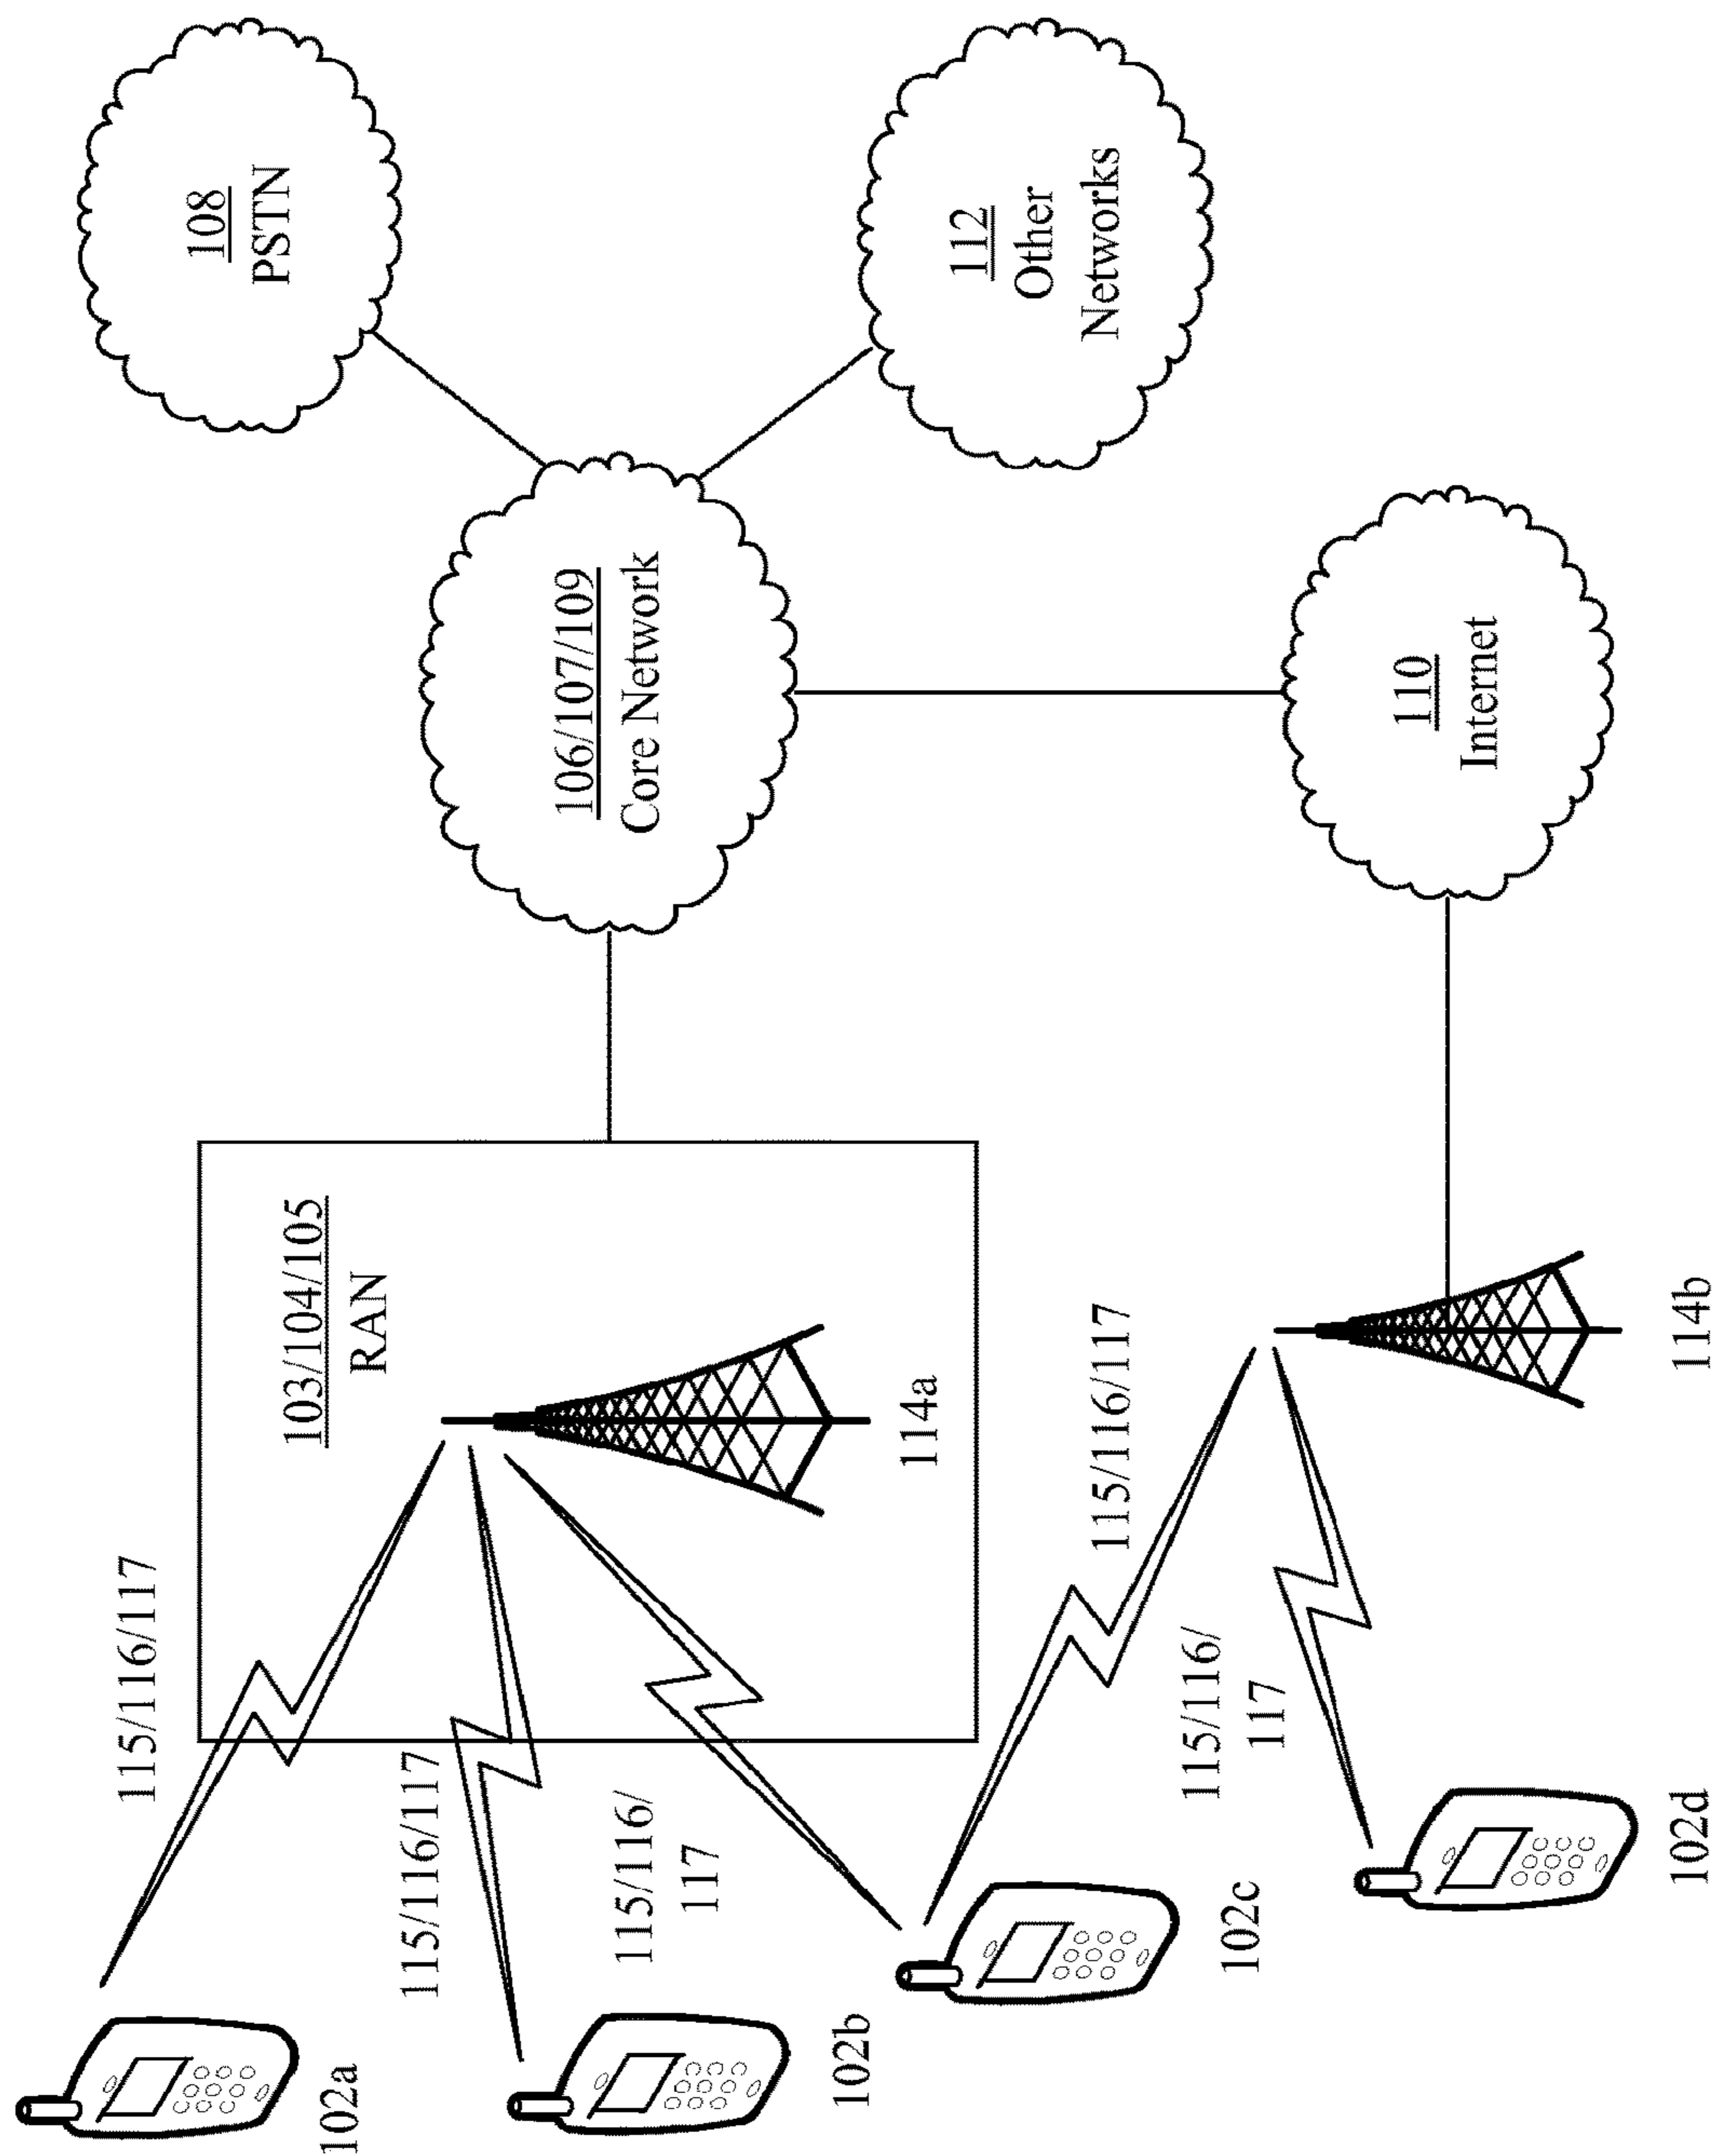 115/116/117
102a
103/104/105
RAN
106/107/109
Core Network
108
PSTN
115/116/117
102b
114a
115/116/
117
112
Other
Networks
102c
115/116/117
115/116/
117
110
Internet
102d
114b